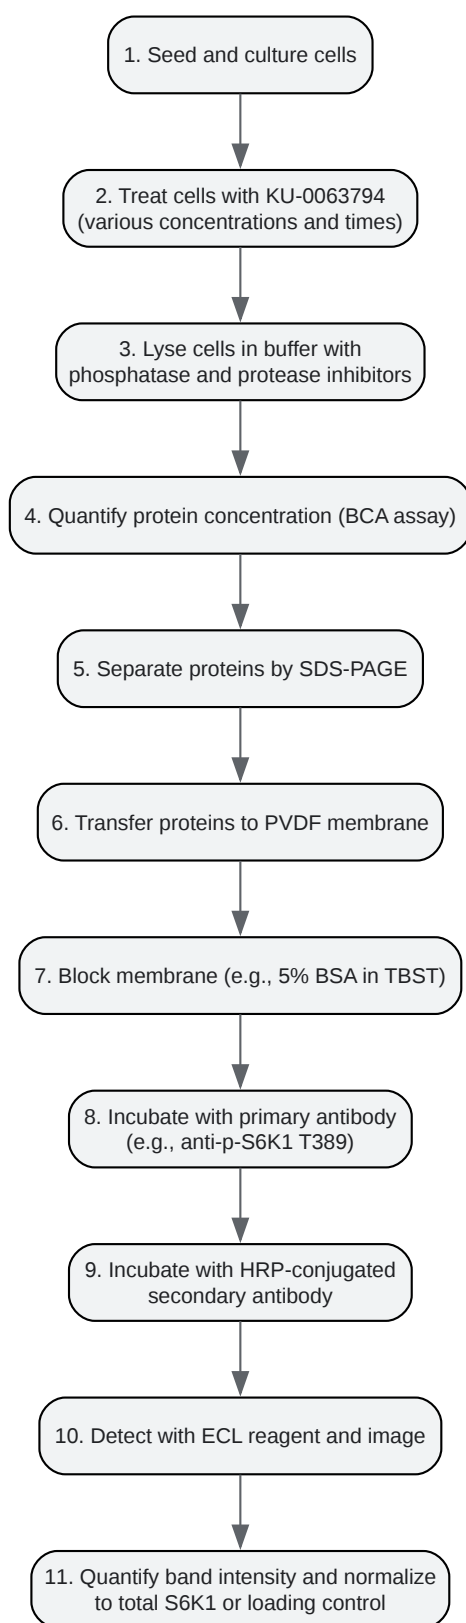 1. Seed and culture cells
2. Treat cells with KU-0063794
(various concentrations and times)
3. Lyse cells in buffer with
phosphatase and protease inhibitors
4. Quantify protein concentration (BCA assay)
5. Separate proteins by SDS-PAGE
6. Transfer proteins to PVDF membrane
7. Block membrane (e.g., 5% BSA in TBST)
8. Incubate with primary antibody
(e.g., anti-p-S6K1 T389)
9. Incubate with HRP-conjugated
secondary antibody
10. Detect with ECL reagent and image
11. Quantify band intensity and normalize
to total S6K1 or loading control